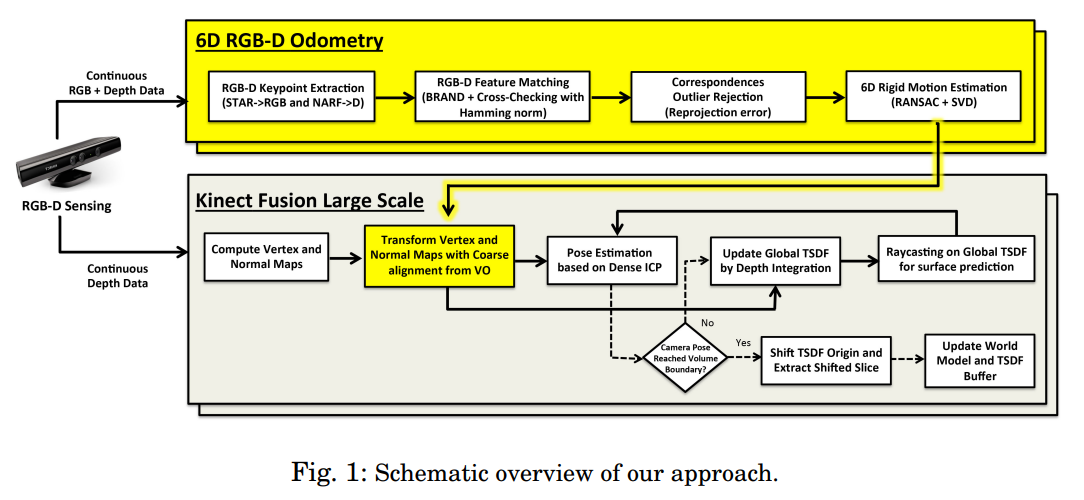 6D RGB-D Odometry
Continuous
RGB + Depth Data
RGB-D Keypoint Extraction
(STAR->RGB and NARF->D)
RGB-D Feature Matching
(BRAND + Cross-Checking with
Hamming norm)
Correspondences
Outlier Rejection
(Reprojection error)
6D Rigid Motion Estimation
(RANSAC + SVD)
RGB-D Sensing
Continuous
Depth Data
Kinect Fusion Large Scale
Compute Vertex and
Normal Maps
Transform Vertex and
Normal Maps with Coarse
alignment from VO
Pose Estimation
based on Dense ICP
Update Global TSDF
by Depth Integration
Raycasting on Global TSDF
for surface prediction
No
Camera Pose
Reached Volume
Boundary?
Yes
Shift TSDF Origin and
Extract Shifted Slice
Update World
Model and TSDF
Buffer
Fig. 1: Schematic overview of our approach.